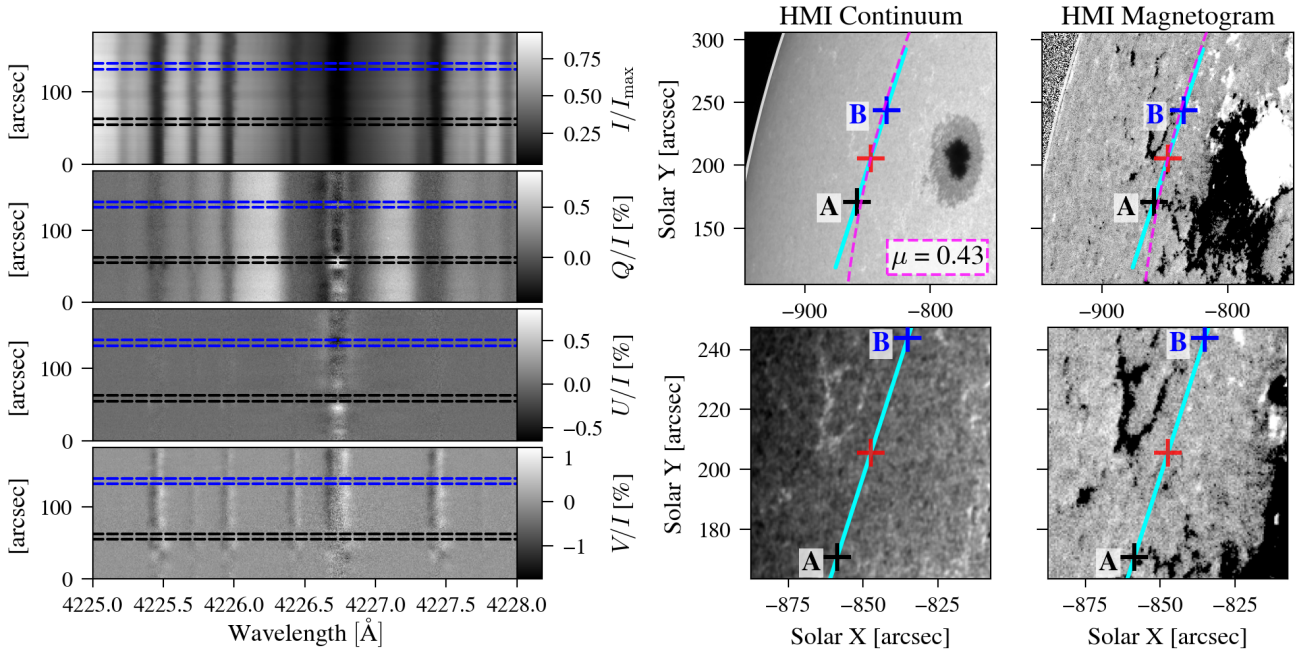 HMI Continuum
HMI Magnetogram
[arcsec]
100
0
0.75
0.50
0.25
I/I_max
[arcsec]
100
0
0.5
0.0
Q/I [%]
[arcsec]
100
0
0.5
0.0
−0.5
U/I [%]
[arcsec]
100
0
1
0
−1
V/I [%]
4225.0 4225.5 4226.0 4226.5 4227.0 4227.5 4228.0
Wavelength [Å]
Solar Y [arcsec]
300
250
200
150
B
A
μ = 0.43
−900 −800
B
A
−900 −800
Solar Y [arcsec]
240
220
200
180
B
A
−875 −850 −825
Solar X [arcsec]
B
A
−875 −850 −825
Solar X [arcsec]